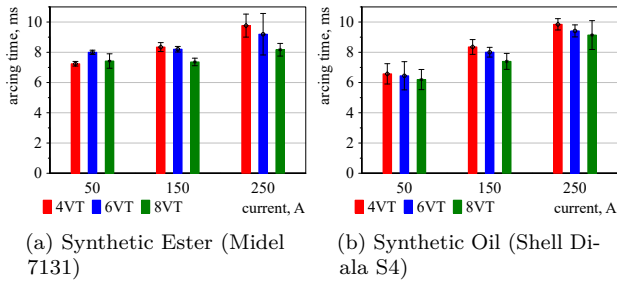 arcing time, ms
10
8
6
4
2
0
50 150 250
4VT 6VT 8VT current, A
(a) Synthetic Ester (Midel
7131)
arcing time, ms
10
8
6
4
2
0
50 150 250
4VT 6VT 8VT current, A
(b) Synthetic Oil (Shell Di-
ala S4)